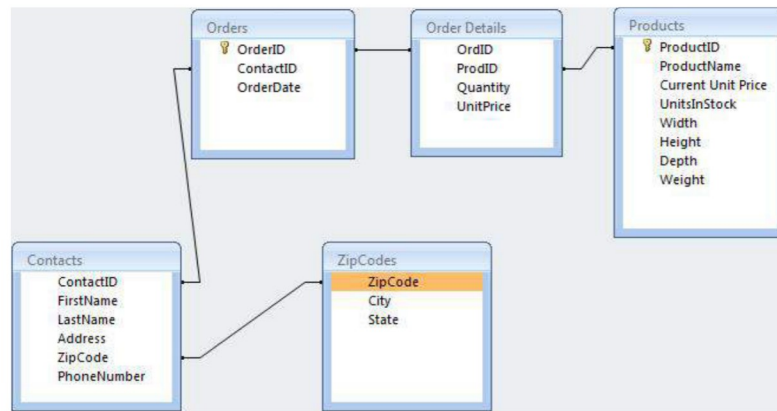 Orders
OrderID
ContactID
OrderDate
Order Details
OrdID
ProdID
Quantity
UnitPrice
Products
ProductID
ProductName
Current Unit Price
UnitsInStock
Width
Height
Depth
Weight
Contacts
ContactID
FirstName
LastName
Address
ZipCode
PhoneNumber
ZipCodes
ZipCode
City
State